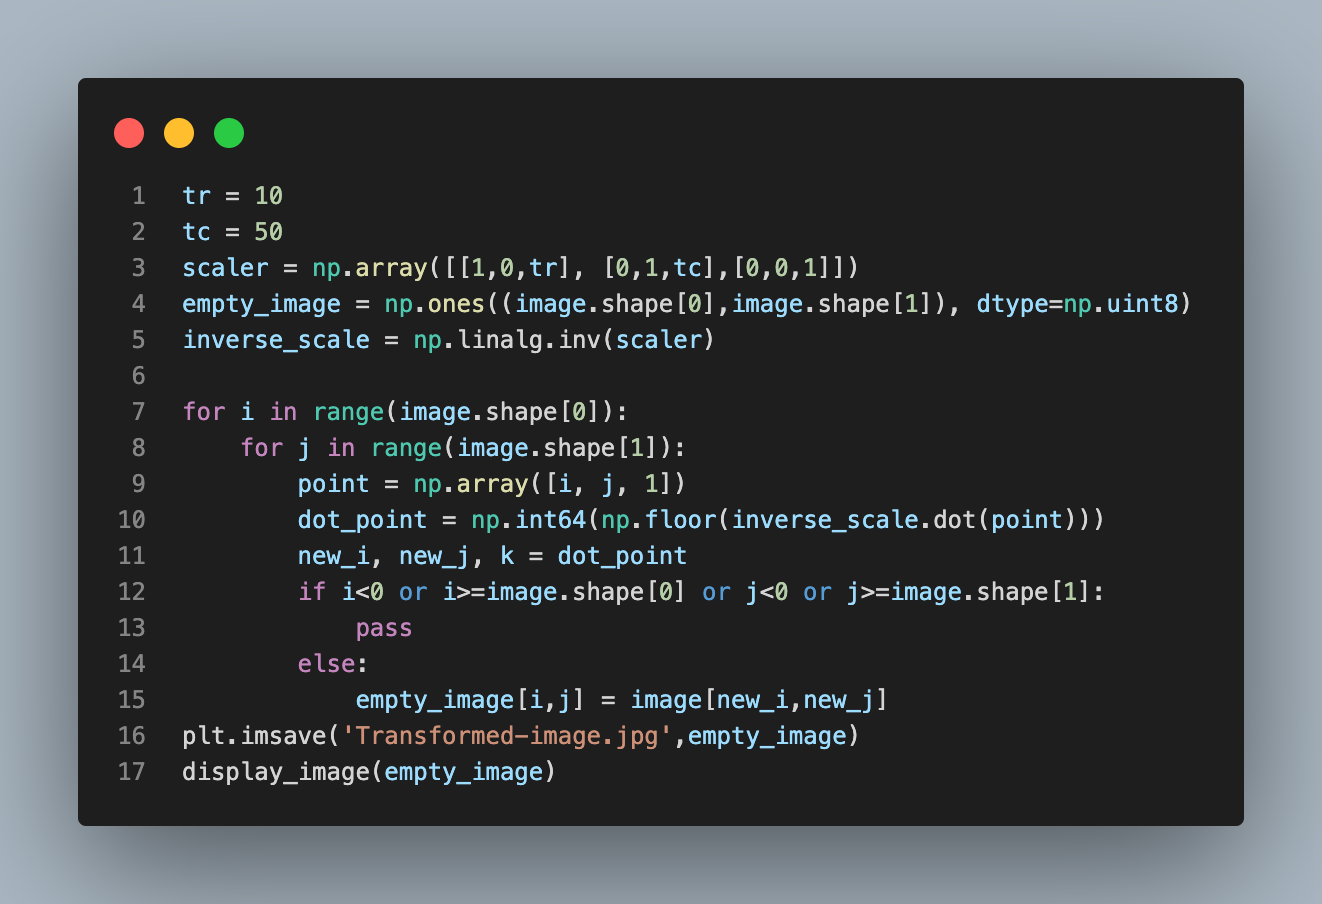 1 tr = 10
2 tc = 50
3 scaler = np.array([[1,0,tr], [0,1,tc],[0,0,1]])
4 empty_image = np.ones((image.shape[0],image.shape[1]), dtype=np.uint8)
5 inverse_scale = np.linalg.inv(scaler)
6
7 for i in range(image.shape[0]):
8     for j in range(image.shape[1]):
9         point = np.array([i, j, 1])
10         dot_point = np.int64(np.floor(inverse_scale.dot(point)))
11         new_i, new_j, k = dot_point
12         if i<0 or i>=image.shape[0] or j<0 or j>=image.shape[1]:
13             pass
14         else:
15             empty_image[i,j] = image[new_i,new_j]
16 plt.imsave('Transformed-image.jpg',empty_image)
17 display_image(empty_image)